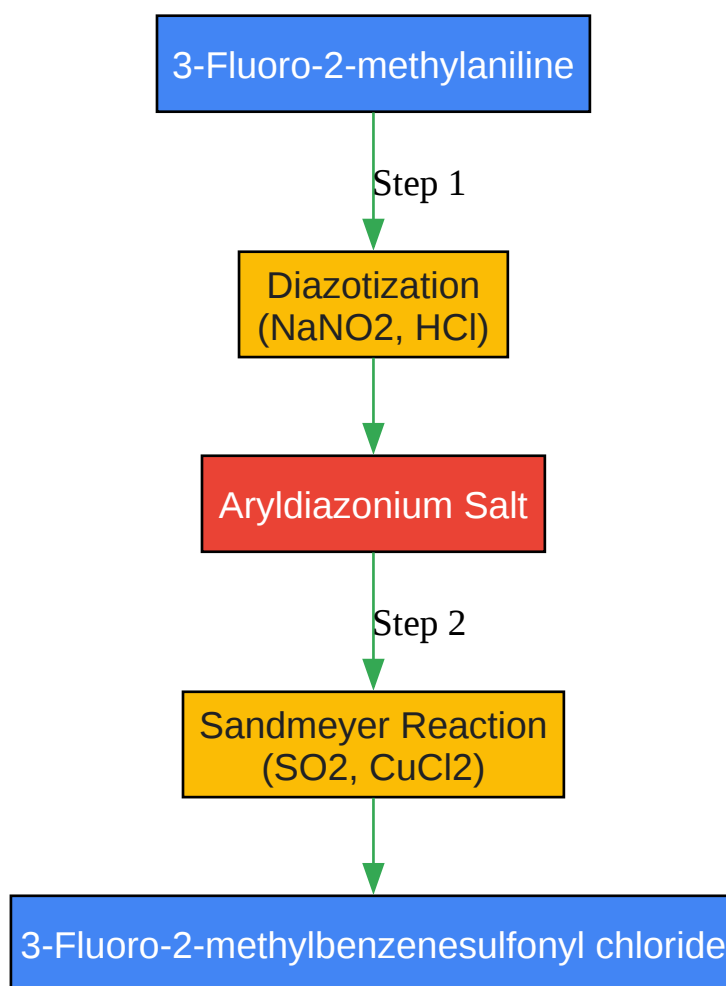 3-Fluoro-2-methylaniline
Step 1
Diazotization
(NaNO2, HCl)
Aryldiazonium Salt
Step 2
Sandmeyer Reaction
(SO2, CuCl2)
3-Fluoro-2-methylbenzenesulfonyl chloride